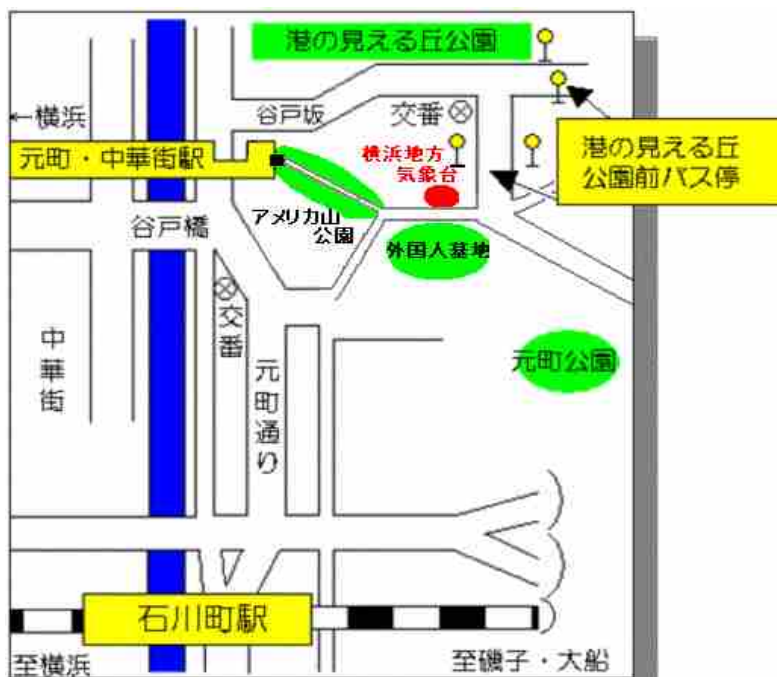 港の見える丘公園
←横浜
谷戸坂
交番
元町・中華街駅
横浜地方
気象台
港の見える丘
公園前バス停
アメリカ山
公園
谷戸橋
外国人墓地
交番
中華街
元町公園
元町通り
石川町駅
至横浜
至磯子・大船